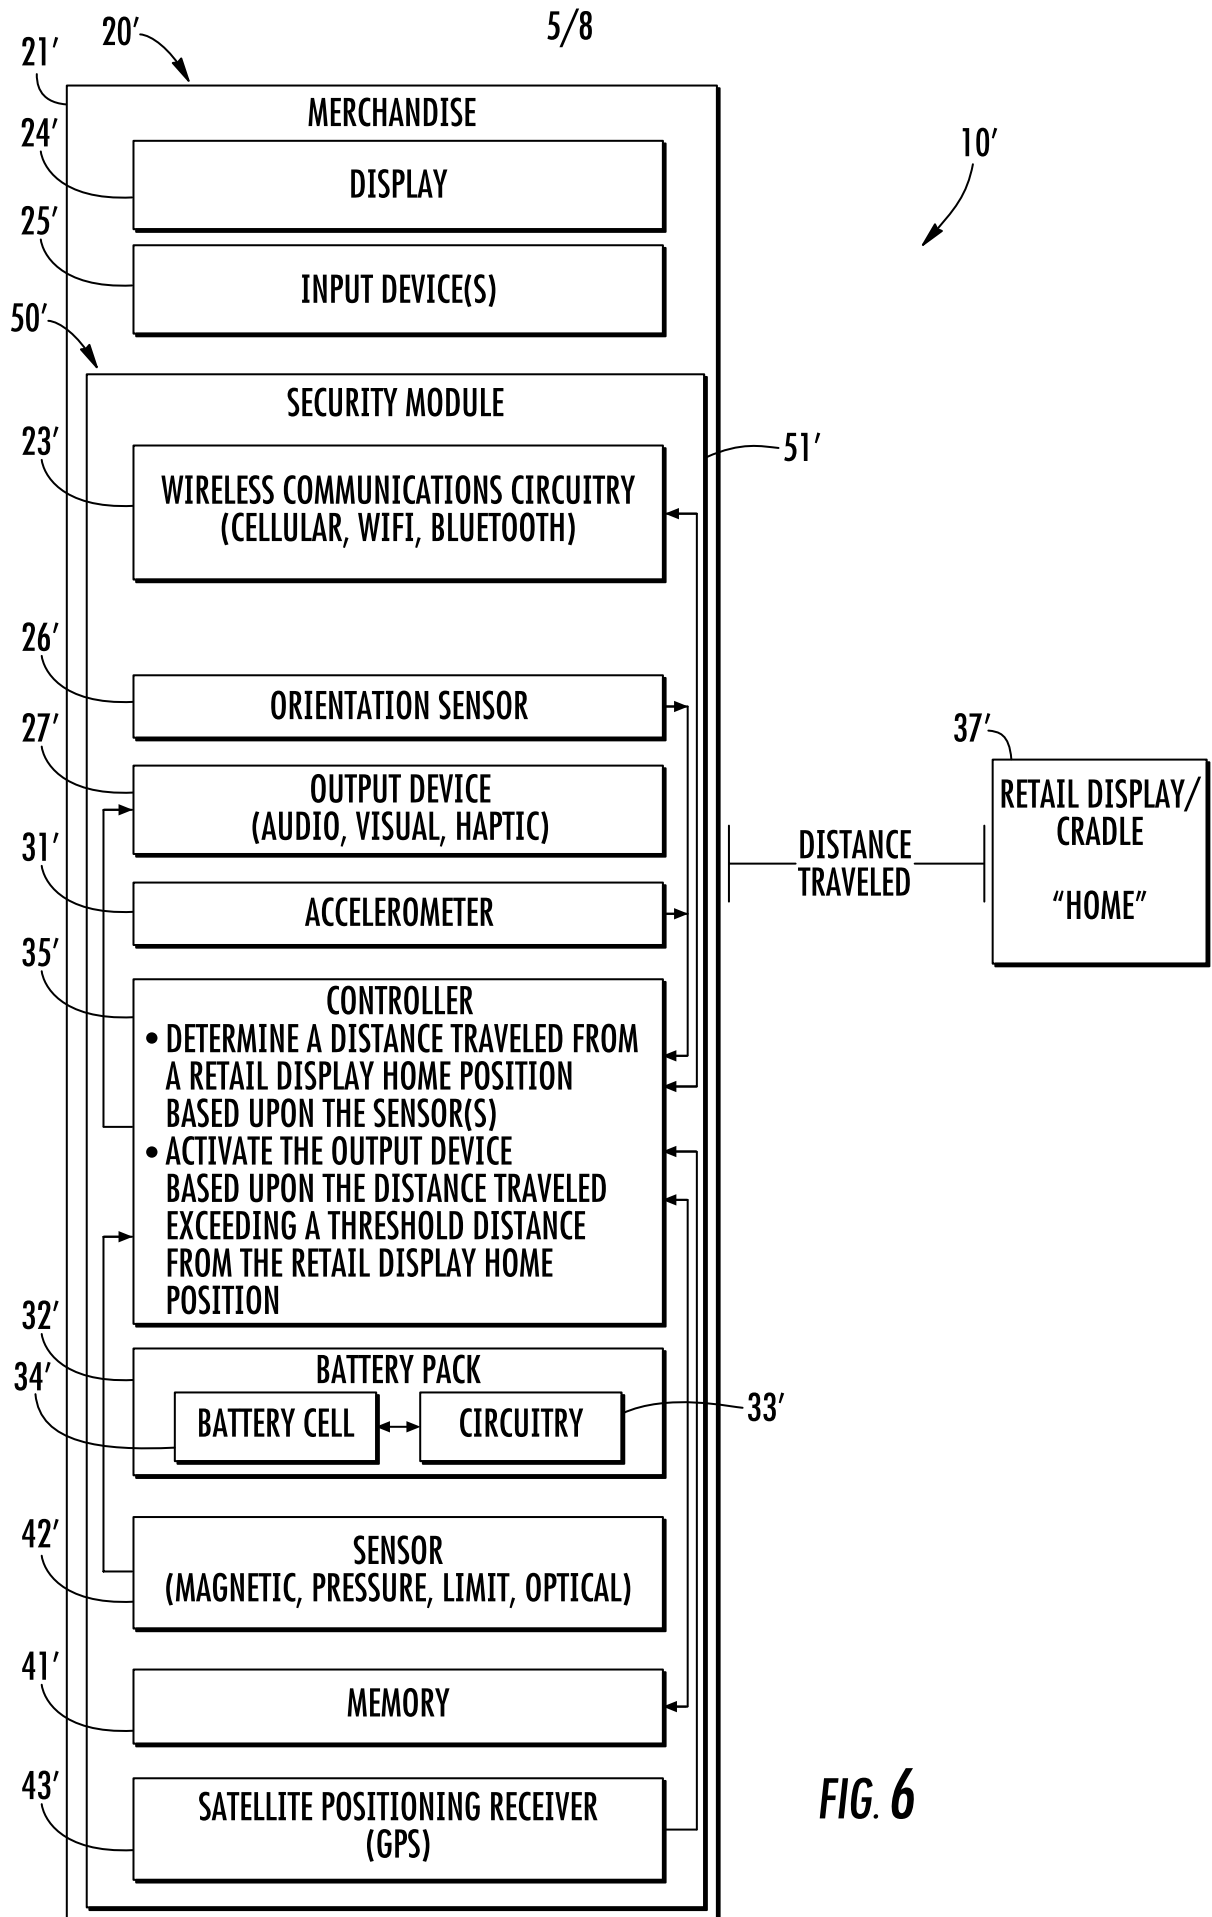 5/8
20′
21′
MERCHANDISE
24′
DISPLAY
10′
25′
INPUT DEVICE(S)
50′
SECURITY MODULE
23′
51′
WIRELESS COMMUNICATIONS CIRCUITRY
(CELLULAR, WIFI, BLUETOOTH)
26′
ORIENTATION SENSOR
27′
OUTPUT DEVICE
(AUDIO, VISUAL, HAPTIC)
37′
RETAIL DISPLAY/
CRADLE
"HOME"
DISTANCE
TRAVELED
31′
ACCELEROMETER
35′
CONTROLLER
• DETERMINE A DISTANCE TRAVELED FROM
A RETAIL DISPLAY HOME POSITION
BASED UPON THE SENSOR(S)
• ACTIVATE THE OUTPUT DEVICE
BASED UPON THE DISTANCE TRAVELED
EXCEEDING A THRESHOLD DISTANCE
FROM THE RETAIL DISPLAY HOME
POSITION
32′
BATTERY PACK
34′
BATTERY CELL
CIRCUITRY
33′
42′
SENSOR
(MAGNETIC, PRESSURE, LIMIT, OPTICAL)
41′
MEMORY
43′
SATELLITE POSITIONING RECEIVER
(GPS)
FIG. 6